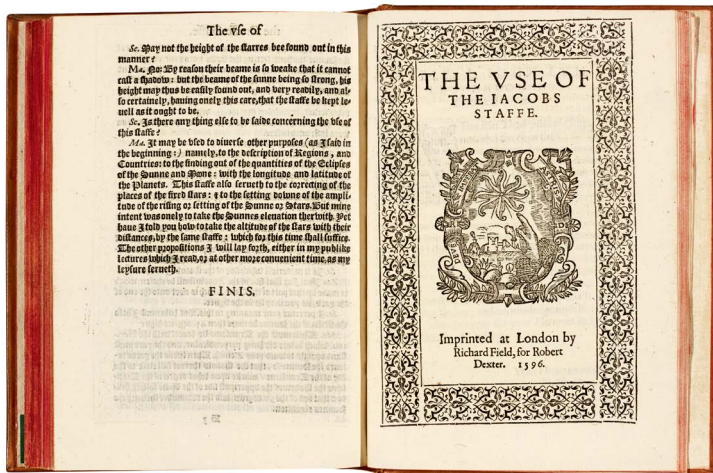 The vse of
Sc. May not the height of the starres bee found out in this
manner?
Ma. No: By reason their beame is so weake that it cannot
cast a shadow: but the beame of the sunne being so strong, his
height may thus be easily found out, and very readily, and al-
so certainely, hauing onely this care, that the staffe be kept le-
uell as it ought to be.
Sc. Is there any thing else to be saide concerning the vse of
this staffe?
Ma. It may be vsed to diuerse other purposes (as I said in
the beginning:) namely, to the description of Regions, and
Countries: to the finding out of the quantities of the Eclipses
of the Sunne and Mone: with the longitude and latitude of
the Planets. This staffe also serueth to the correcting of the
places of the fixed stars: & to the setting downe of the ampli-
tude of the rising or setting of the Sunne or Stars. But mine
intent was onely to take the Sunnes eleuation therwith. Yet
haue I told you how to take the altitude of the stars with their
distances, by the same staffe: which for this time shall suffice.
The other propositions I will lay forth, either in my publike
lectures which I read, or at other more conuenient time, as my
leysure serueth.
FINIS.
THE VSE OF
THE IACOBS
STAFFE.
Imprinted at London by
Richard Field, for Robert
Dexter. 1596.